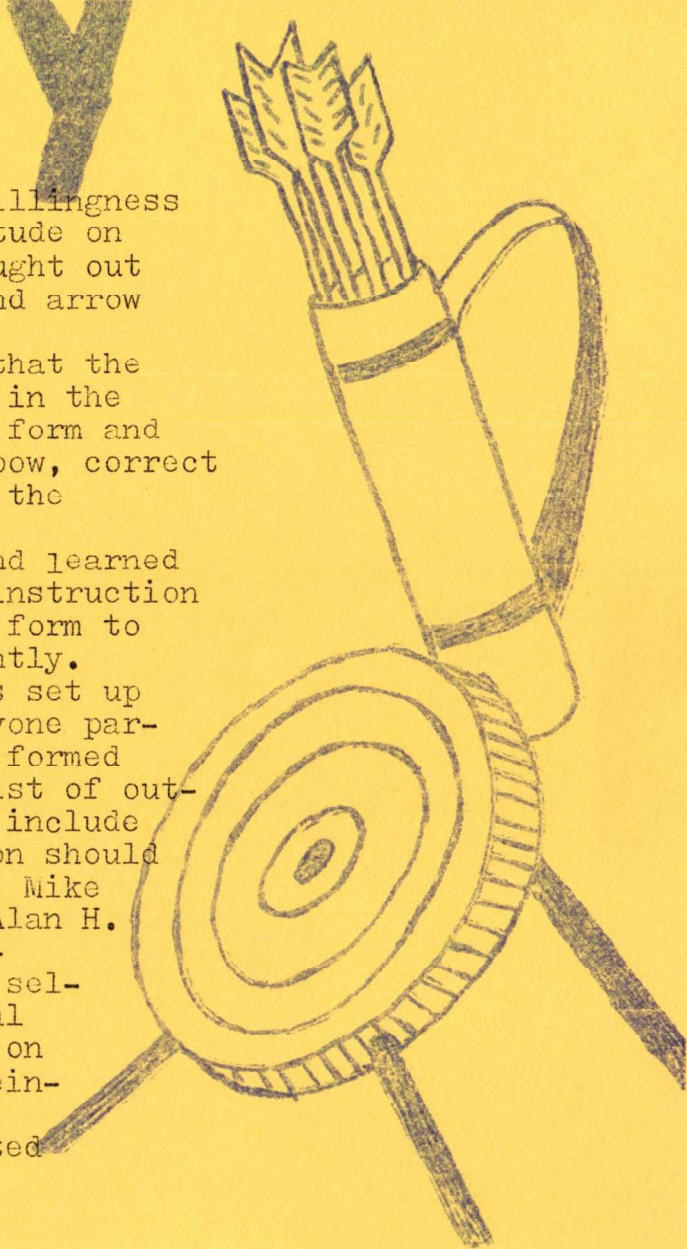 Y
illingness
tude on
ught out
nd arrow
that the
in the
form and
bow, correct
the
nd learned
instruction
form to
ntly.
s set up
yone par-
formed
ist of out-
include
on should
Mike
Alan H.
-
sel-
al
on
ein-
ted